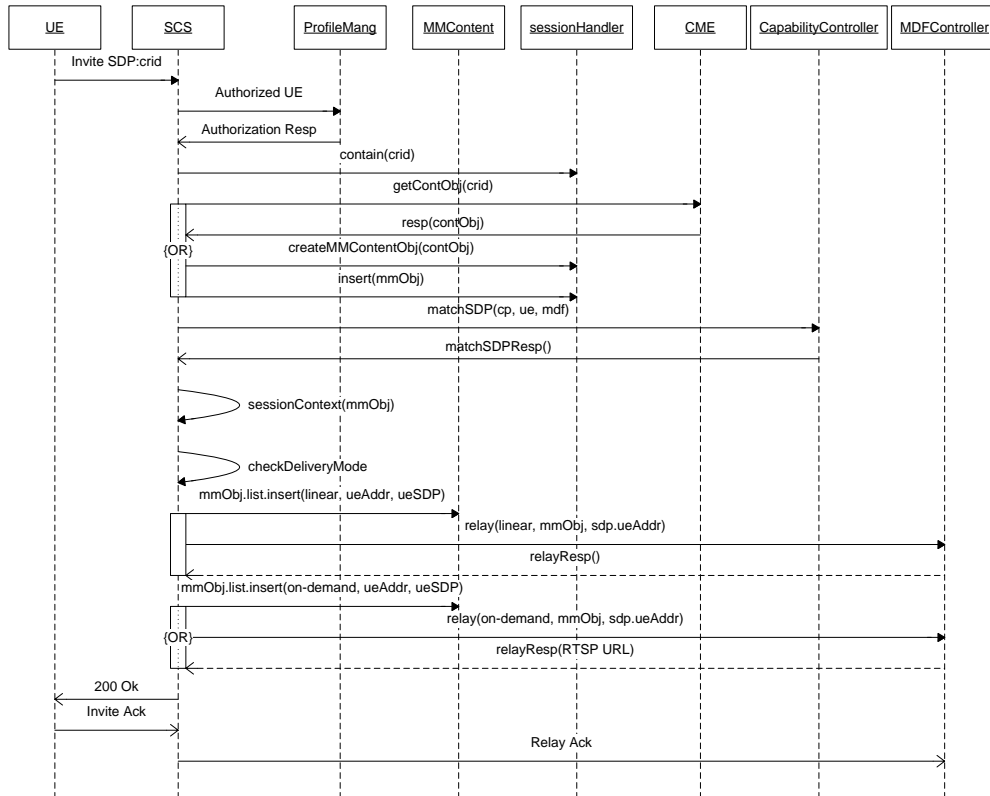 UE
SCS
ProfileMang
MMContent
sessionHandler
CME
CapabilityController
MDFController
Invite SDP:crid
Authorized UE
Authorization Resp
contain(crid)
getContObj(crid)
resp(contObj)
{OR}
createMMContentObj(contObj)
insert(mmObj)
matchSDP(cp, ue, mdf)
matchSDPResp()
sessionContext(mmObj)
checkDeliveryMode
mmObj.list.insert(linear, ueAddr, ueSDP)
relay(linear, mmObj, sdp.ueAddr)
relayResp()
mmObj.list.insert(on-demand, ueAddr, ueSDP)
relay(on-demand, mmObj, sdp.ueAddr)
{OR}
relayResp(RTSP URL)
200 Ok
Invite Ack
Relay Ack